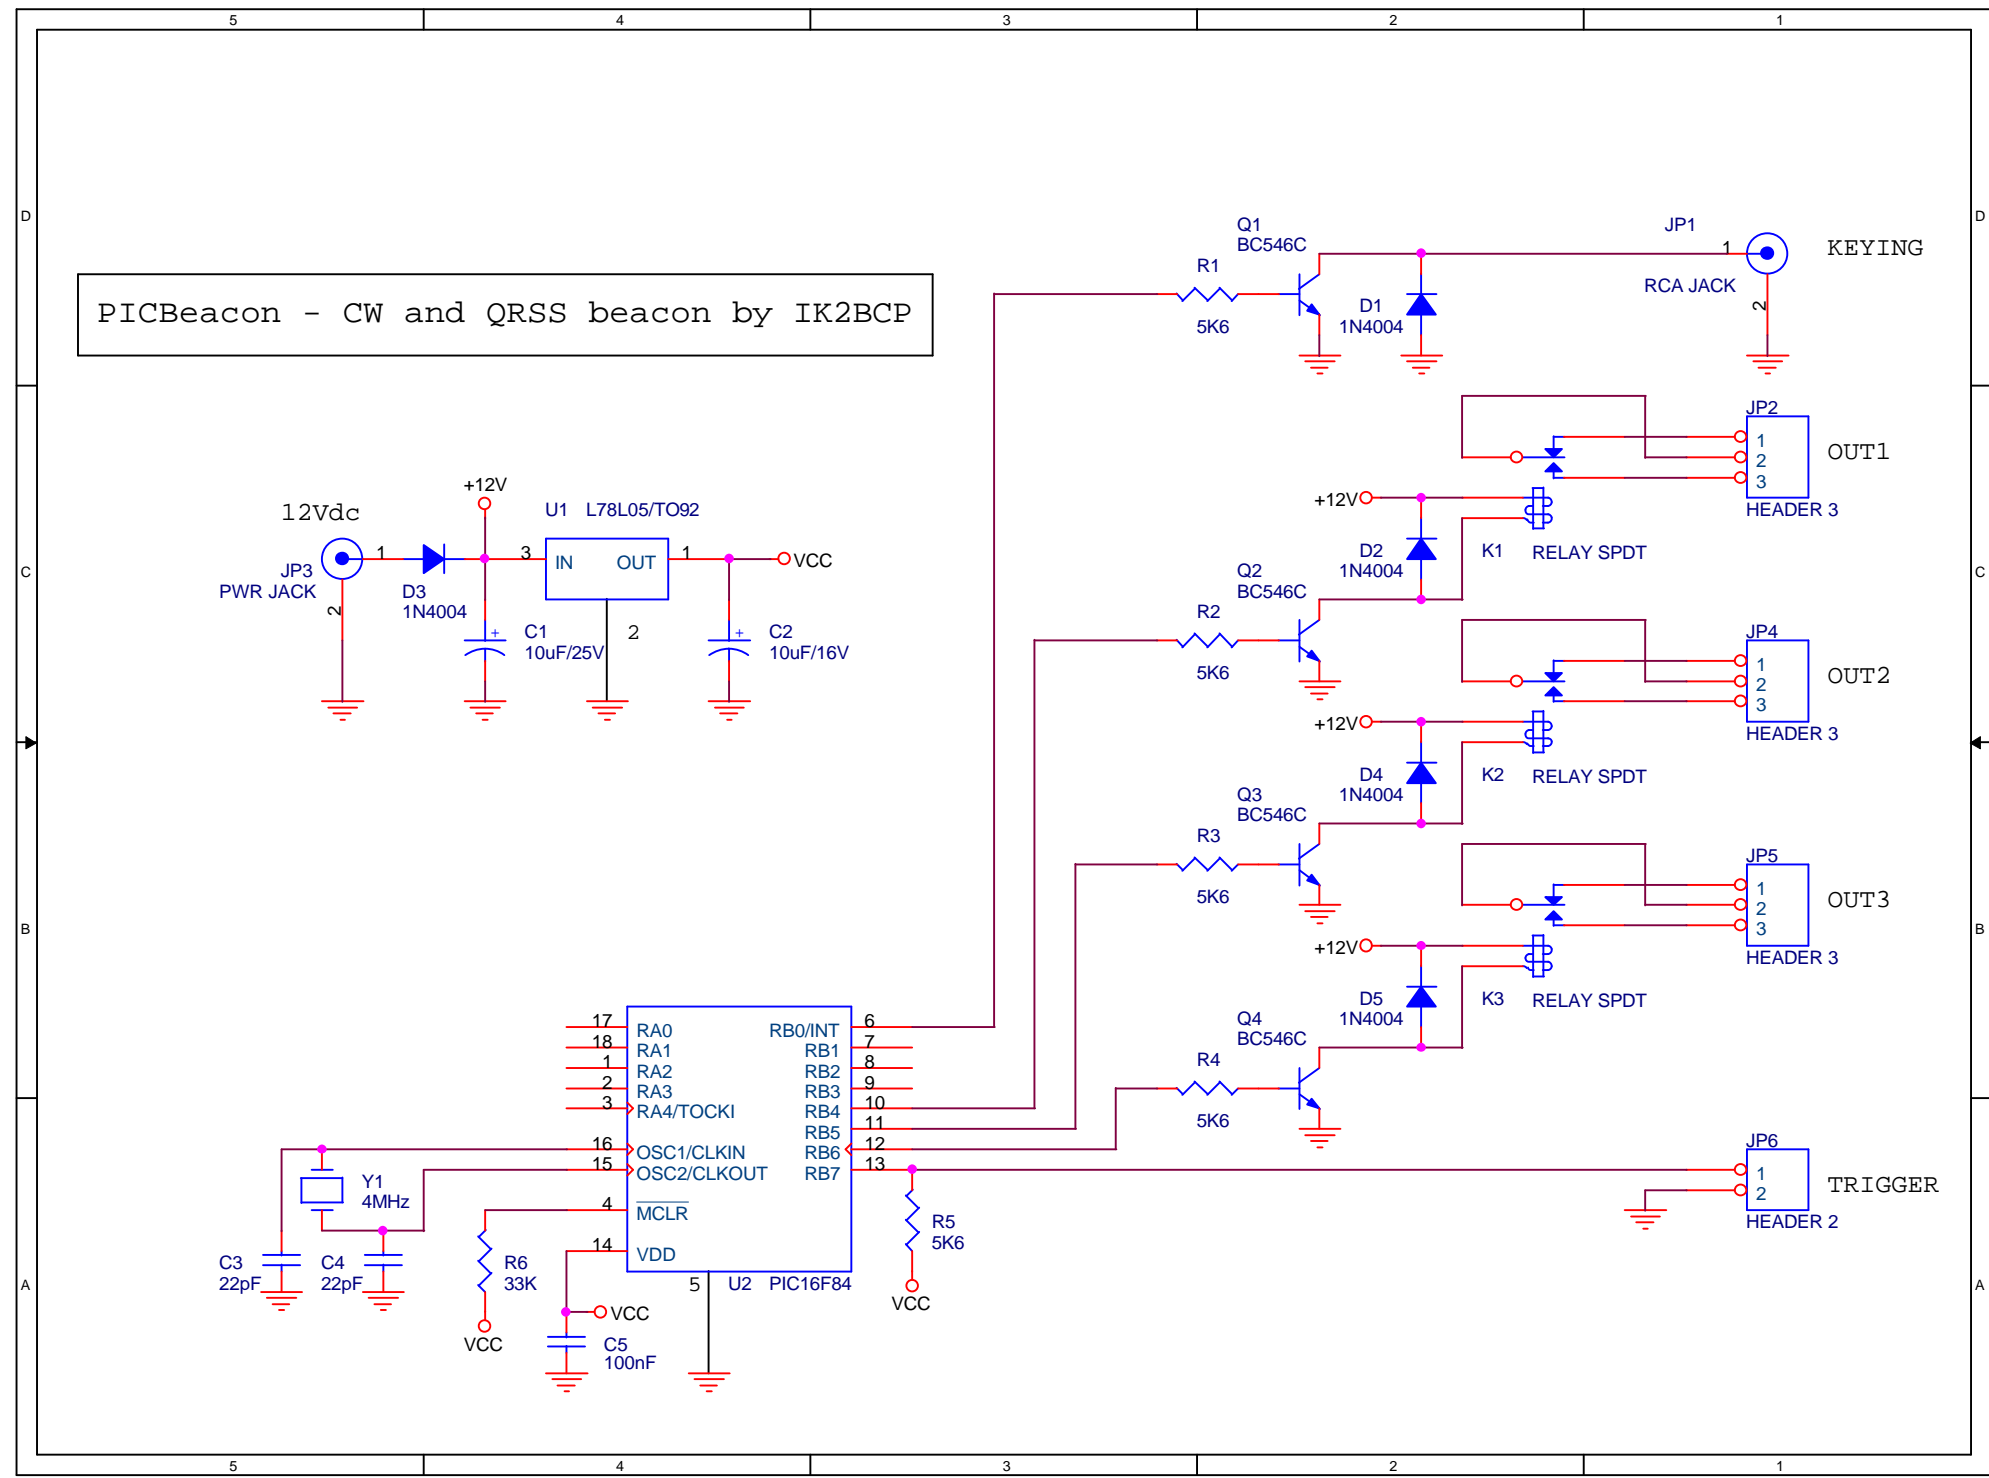 5 4 3 2 1
D D
C C
B B
A A
PICBeacon - CW and QRSS beacon by IK2BCP
Q1
BC546C
R1
5K6
D1
1N4004
JP1
1
RCA JACK
2
KEYING
JP2
1
2
3
HEADER 3
OUT1
+12V
D2
1N4004
K1 RELAY SPDT
Q2
BC546C
R2
5K6
JP4
1
2
3
HEADER 3
OUT2
+12V
D4
1N4004
K2 RELAY SPDT
Q3
BC546C
R3
5K6
JP5
1
2
3
HEADER 3
OUT3
+12V
D5
1N4004
K3 RELAY SPDT
Q4
BC546C
R4
5K6
JP6
1
2
HEADER 2
TRIGGER
12Vdc
JP3
PWR JACK
1
2
D3
1N4004
+12V
U1 L78L05/TO92
3 IN OUT 1
2
VCC
C1
10uF/25V
C2
10uF/16V
17 RA0 RB0/INT 6
18 RA1 RB1 7
1 RA2 RB2 8
2 RA3 RB3 9
3 RA4/TOCKI RB4 10
RB5 11
16 OSC1/CLKIN RB6 12
15 OSC2/CLKOUT RB7 13
4 MCLR
14 VDD
5 U2 PIC16F84
Y1
4MHz
C3
22pF
C4
22pF
R6
33K
VCC
VCC
C5
100nF
R5
5K6
VCC
5 4 3 2 1